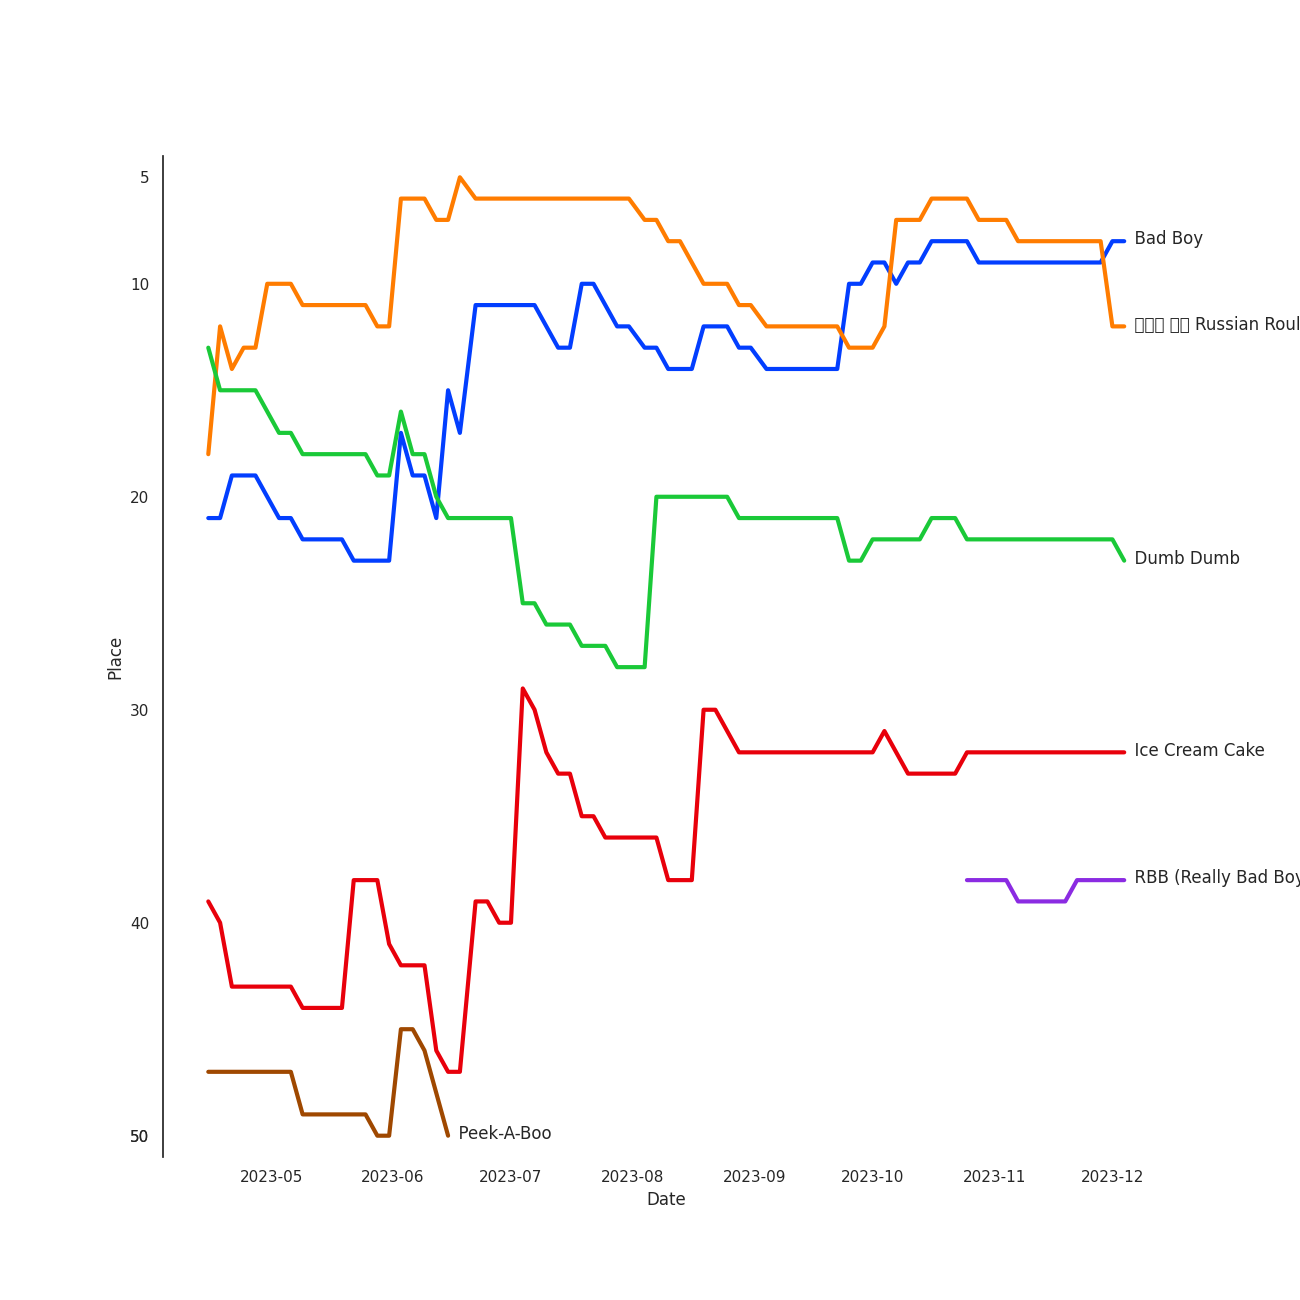 5
10
20
30
40
50
Place
Bad Boy
Russian Roul
Dumb Dumb
Ice Cream Cake
RBB (Really Bad Boy
Peek-A-Boo
2023-05 2023-06 2023-07 2023-08 2023-09 2023-10 2023-11 2023-12
Date